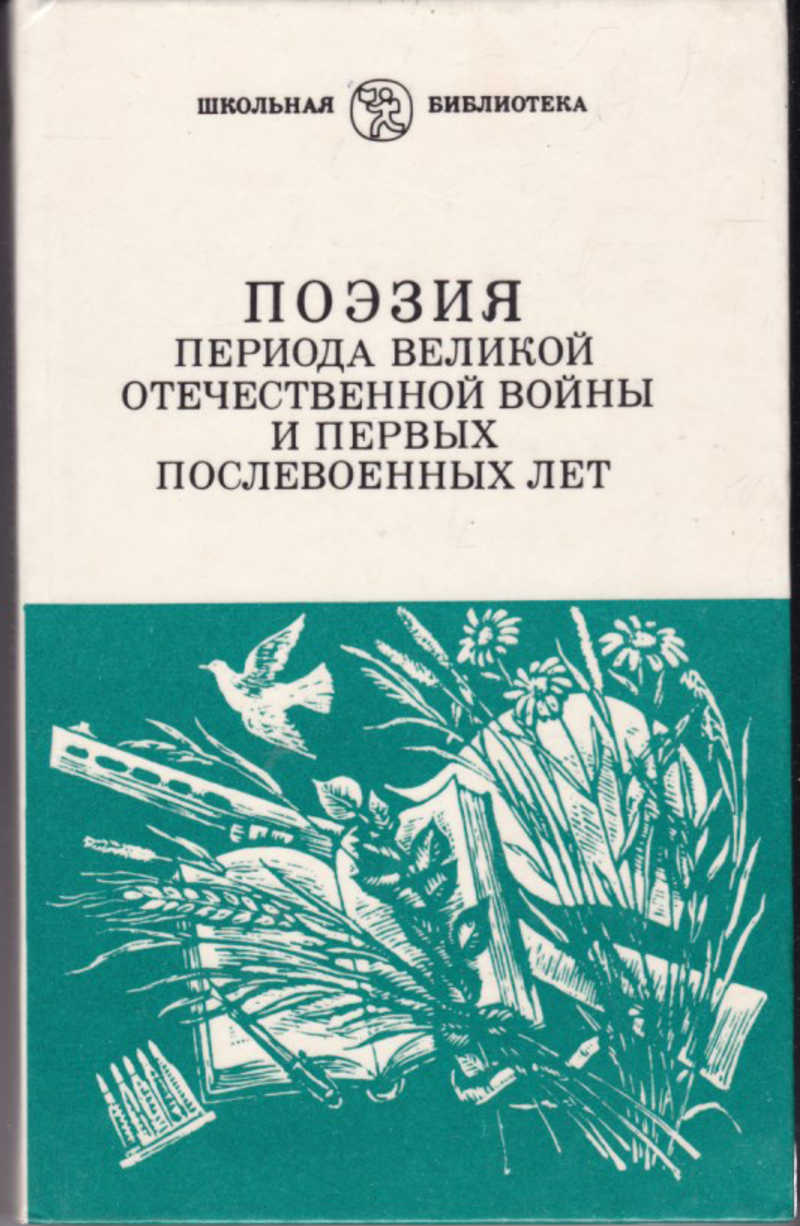 ШКОЛЬНАЯ БИБЛИОТЕКА
ПОЭЗИЯ
ПЕРИОДА ВЕЛИКОЙ
ОТЕЧЕСТВЕННОЙ ВОЙНЫ
И ПЕРВЫХ
ПОСЛЕВОЕННЫХ ЛЕТ